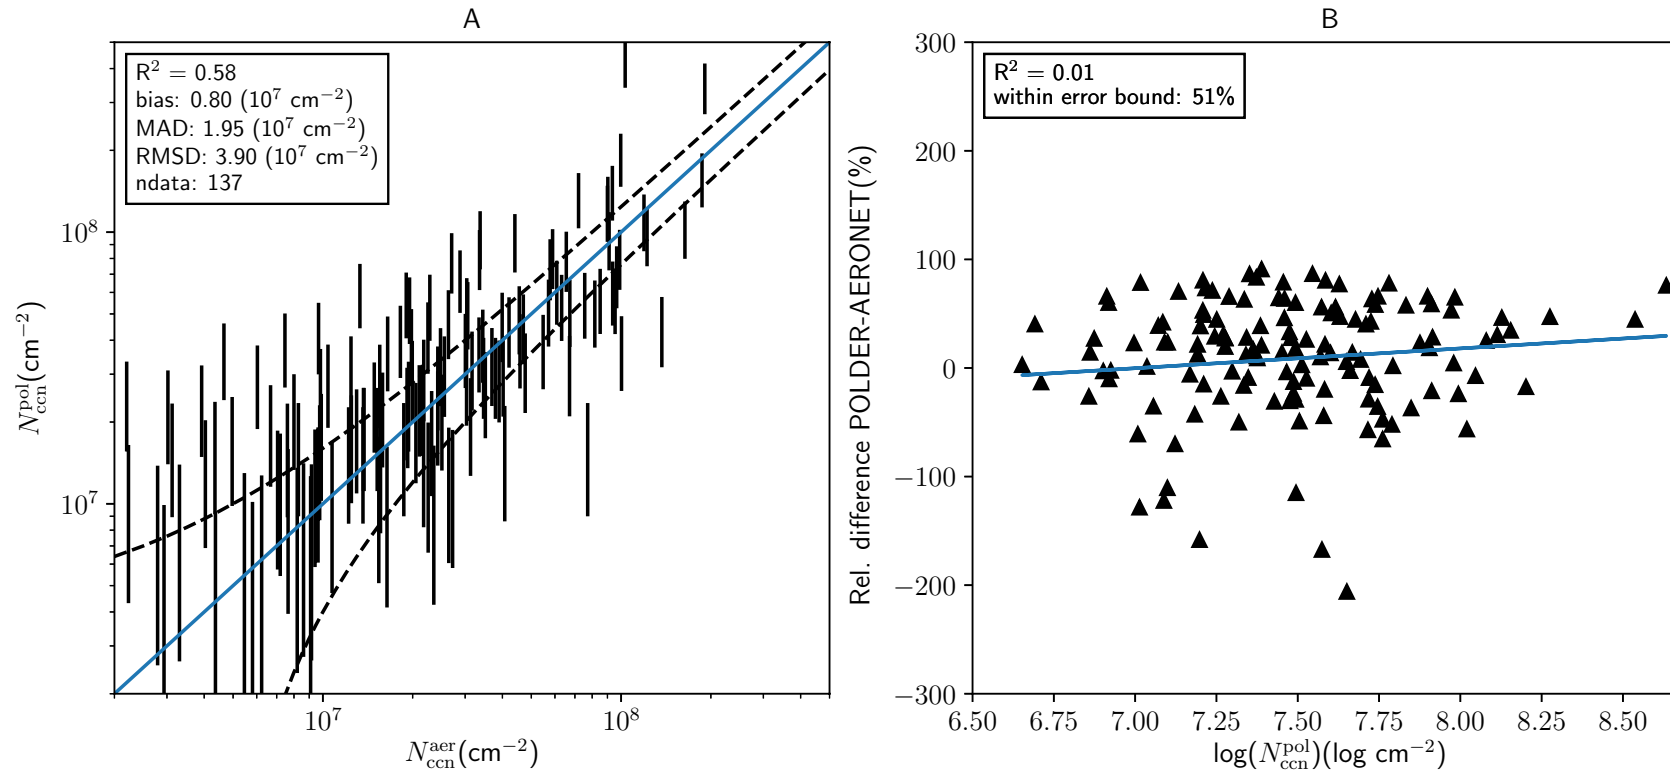 A
R² = 0.58
bias: 0.80 (10⁷ cm⁻²)
MAD: 1.95 (10⁷ cm⁻²)
RMSD: 3.90 (10⁷ cm⁻²)
ndata: 137
10⁸
10⁷
N_ccn^pol(cm⁻²)
10⁷ 10⁸
N_ccn^aer(cm⁻²)
B
R² = 0.01
within error bound: 51%
300
200
100
0
−100
−200
−300
Rel. difference POLDER-AERONET(%)
6.50 6.75 7.00 7.25 7.50 7.75 8.00 8.25 8.50
log(N_ccn^pol)(log cm⁻²)